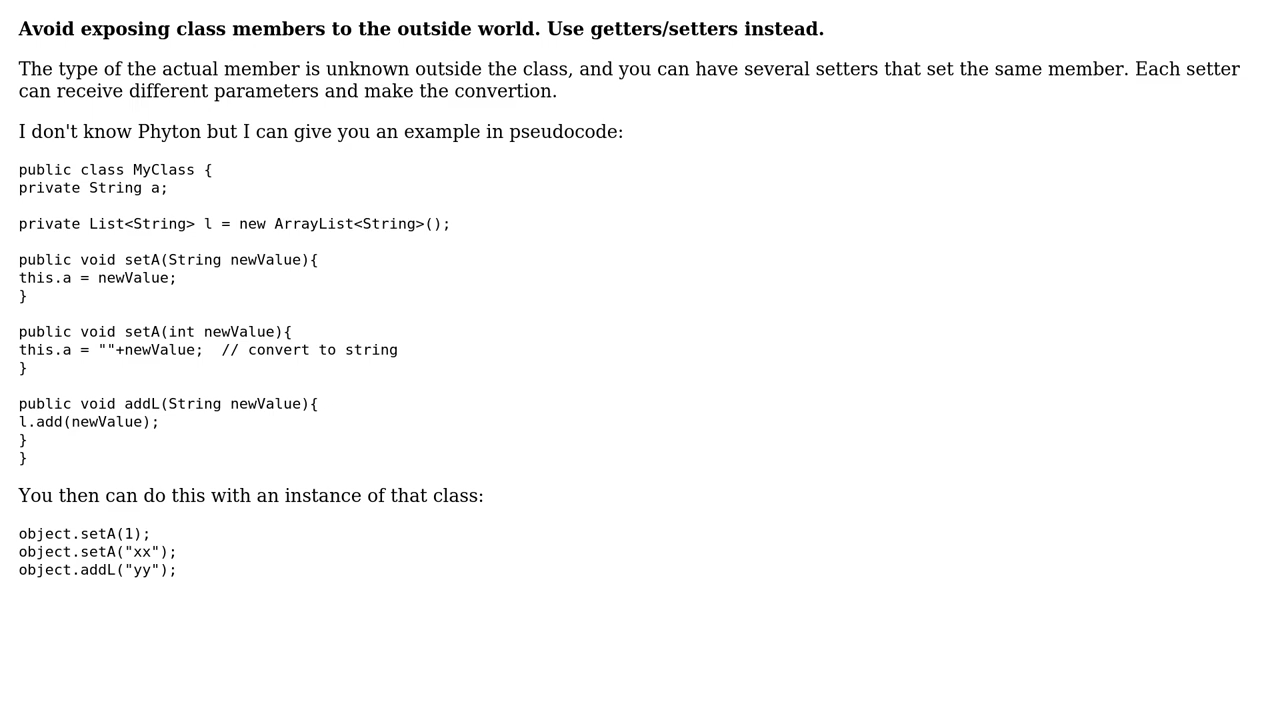 Avoid exposing class members to the outside world. Use getters/setters instead.
The type of the actual member is unknown outside the class, and you can have several setters that set the same member. Each setter
can receive different parameters and make the convertion.
I don't know Phyton but I can give you an example in pseudocode:
public class MyClass {
private String a;
private List<String> l = new ArrayList<String>();
public void setA(String newValue){
this.a = newValue;
}
public void setA(int newValue){
this.a = ""+newValue;  // convert to string
}
public void addL(String newValue){
l.add(newValue);
}
}
You then can do this with an instance of that class:
object.setA(1);
object.setA("xx");
object.addL("yy");